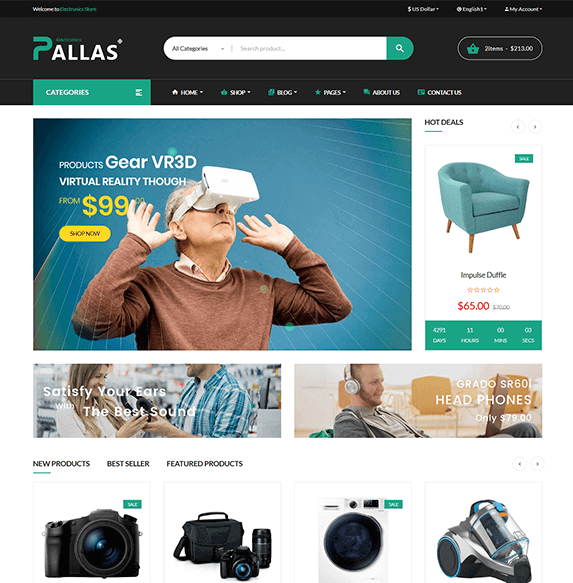 Welcome to Electronics Store
$ US Dollar
English1
My Account
Electronics
PALLAS
All Categories
Search product...
2items - $213.00
CATEGORIES
HOME
SHOP
BLOG
PAGES
ABOUT US
CONTACT US
PRODUCTS Gear VR3D
VIRTUAL REALITY THOUGH
FROM $99.00
SHOP NOW
HOT DEALS
SALE
Impulse Duffle
$65.00 $70.00
4291 11 00 03
DAYS HOURS MINS SECS
Satisfy Your Ears
With The Best Sound
GRADO SR60I
HEAD PHONES
Only $79.00
NEW PRODUCTS
BEST SELLER
FEATURED PRODUCTS
SALE
SALE